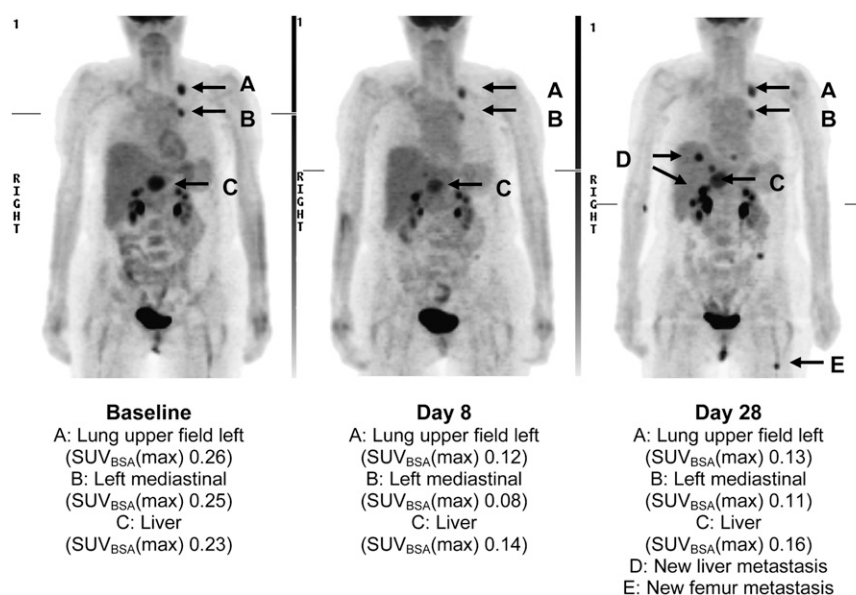 1
1
1
A
B
C
A
B
C
A
B
D
C
E
RIGHT
RIGHT
RIGHT
Baseline
A: Lung upper field left
(SUVBSA(max) 0.26)
B: Left mediastinal
(SUVBSA(max) 0.25)
C: Liver
(SUVBSA(max) 0.23)
Day 8
A: Lung upper field left
(SUVBSA(max) 0.12)
B: Left mediastinal
(SUVBSA(max) 0.08)
C: Liver
(SUVBSA(max) 0.14)
Day 28
A: Lung upper field left
(SUVBSA(max) 0.13)
B: Left mediastinal
(SUVBSA(max) 0.11)
C: Liver
(SUVBSA(max) 0.16)
D: New liver metastasis
E: New femur metastasis